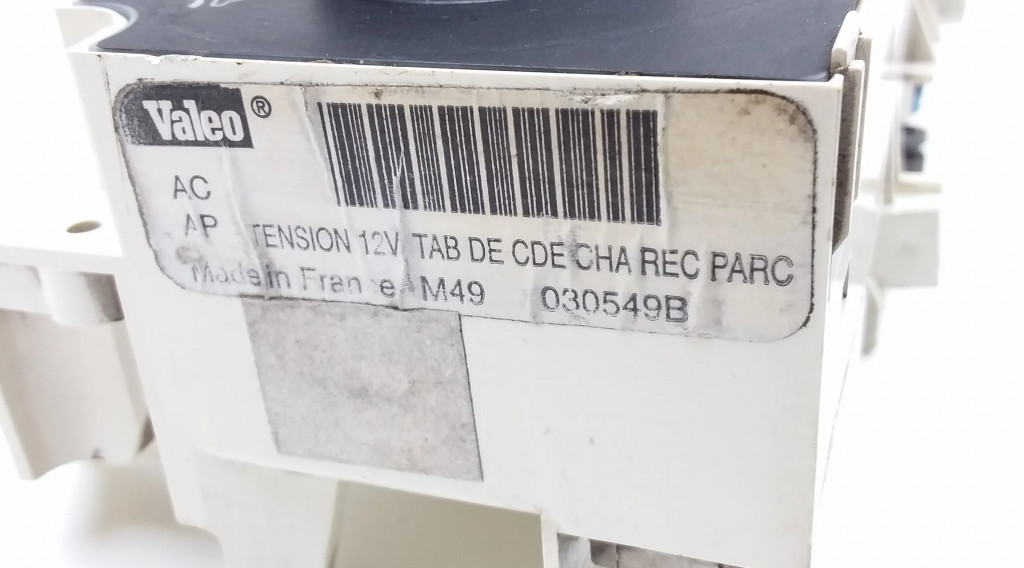 Valeo®
AC
AP TENSION 12V TAB DE CDE CHA REC PARC
Made in France M49 030549B